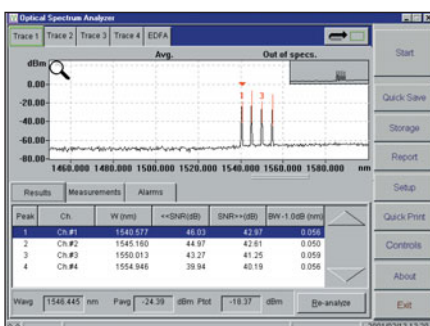 Optical Spectrum Analyzer
Trace 1 Trace 2 Trace 3 Trace 4 EDFA
Start
Avg. Out of specs.
dBm
0.00
1 3
-20.00
-40.00
-60.00
-80.00
1460.000 1480.000 1500.000 1520.000 1540.000 1560.000 1580.000 nm
Quick Save
Storage
Report
Results Measurements Alarms
Setup
Peak Ch. W (nm) <<SNR(dB) SNR>>(dB) BW-1.0dB (nm)
Quick Print
1 Ch.#1 1540.577 46.03 42.97 0.056
2 Ch.#2 1545.160 44.97 42.61 0.050
3 Ch.#3 1550.013 43.27 41.25 0.059
4 Ch.#4 1554.946 39.94 40.19 0.056
Controls
About
Wavg 1546.445 nm Pavg -24.39 dBm Ptot -18.37 dBm Re-analyze
Exit